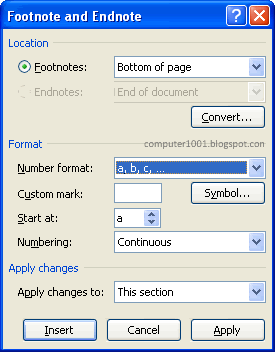 Footnote and Endnote
Location
Footnotes: Bottom of page
Endnotes: End of document
Convert...
Format computer1001.blogspot.con
Number format: a, b, c, ...
Custom mark: Symbol...
Start at: a
Numbering: Continuous
Apply changes
Apply changes to: This section
Insert Cancel Apply